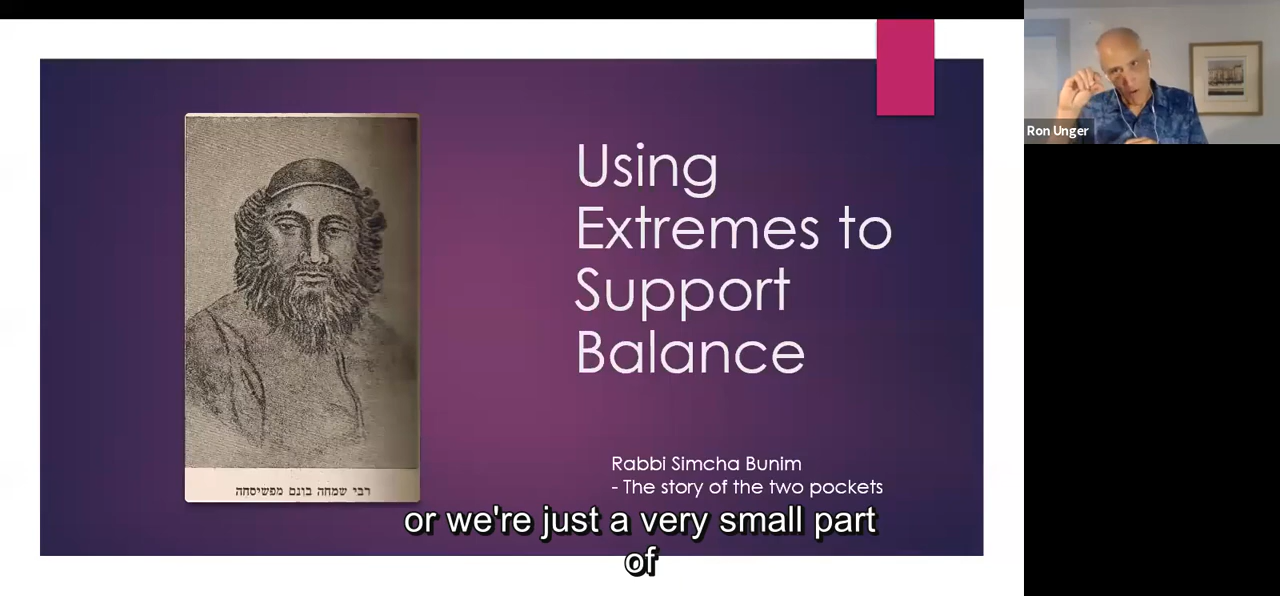 Using
Extremes to
Support
Balance
Rabbi Simcha Bunim
- The story of the two pockets
רבי שמחה בונם מפשיסחה
or we're just a very small part
of
Ron Unger